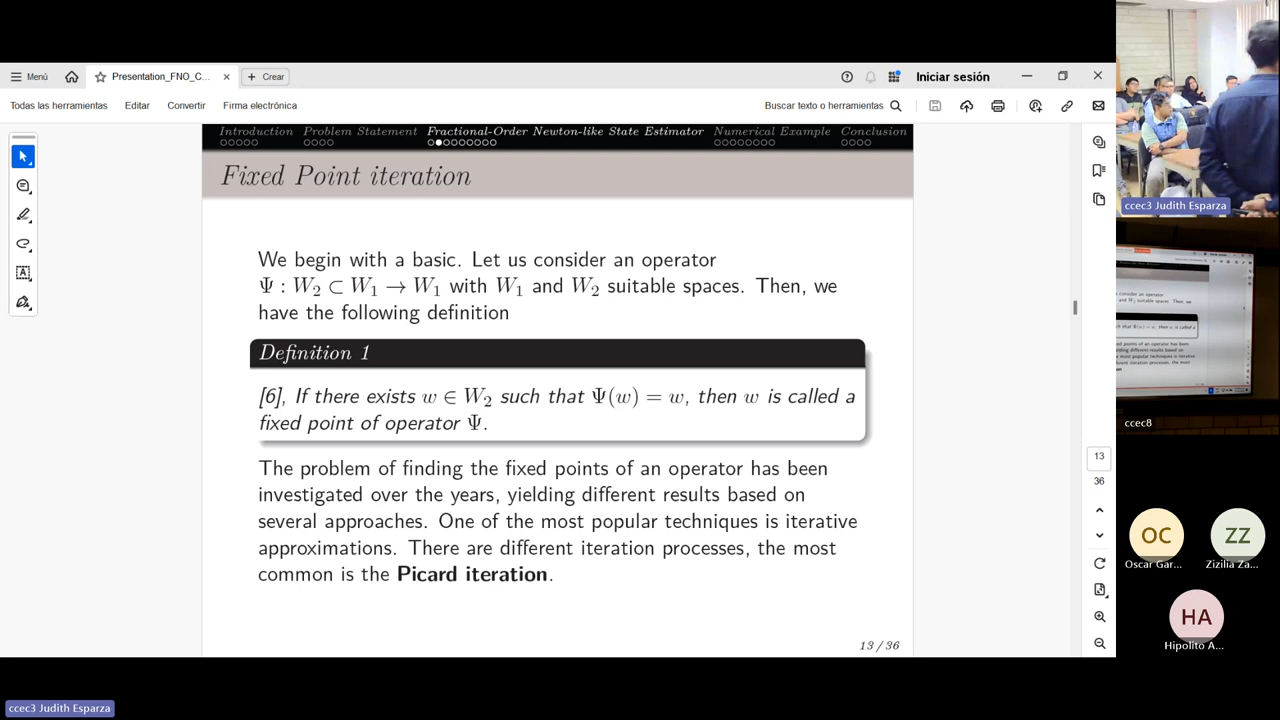 Menú
Presentation_FNO_C...
Crear
Iniciar sesión
Todas las herramientas
Editar
Convertir
Firma electrónica
Buscar texto o herramientas
Introduction
Problem Statement
Fractional-Order Newton-like State Estimator
Numerical Example
Conclusion
Fixed Point iteration
We begin with a basic. Let us consider an operator
Ψ : W₂ ⊂ W₁ → W₁ with W₁ and W₂ suitable spaces. Then, we
have the following definition
Definition 1
[6], If there exists w ∈ W₂ such that Ψ(w) = w, then w is called a
fixed point of operator Ψ.
The problem of finding the fixed points of an operator has been
investigated over the years, yielding different results based on
several approaches. One of the most popular techniques is iterative
approximations. There are different iteration processes, the most
common is the Picard iteration.
13 / 36
13
36
ccec3 Judith Esparza
ccec8
OC
Oscar Gar...
ZZ
Zizilia Za...
HA
Hipolito A...
ccec3 Judith Esparza